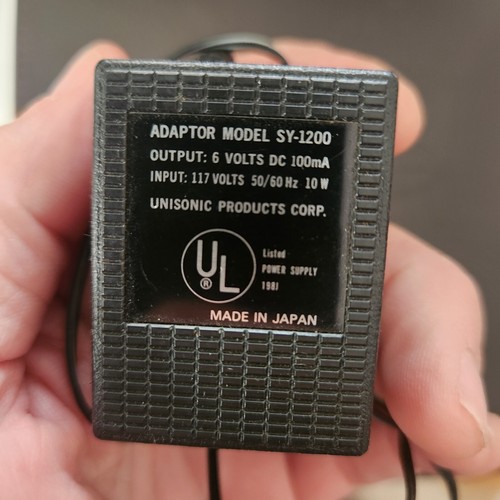 ADAPTOR MODEL SY-1200
OUTPUT: 6 VOLTS DC 100mA
INPUT: 117 VOLTS 50/60 Hz 10 W
UNISONIC PRODUCTS CORP.
UL
®
Listed
POWER SUPPLY
198J
MADE IN JAPAN